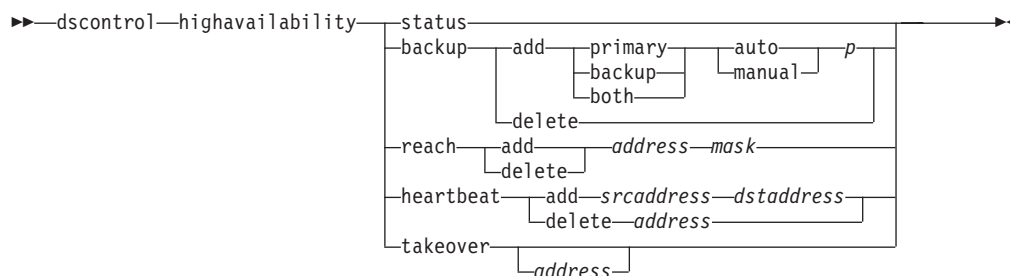 dscontrol highavailability status
backup add primary auto p
backup manual
both
delete
reach add address mask
delete
heartbeat add srcaddress dstaddress
delete address
takeover
address